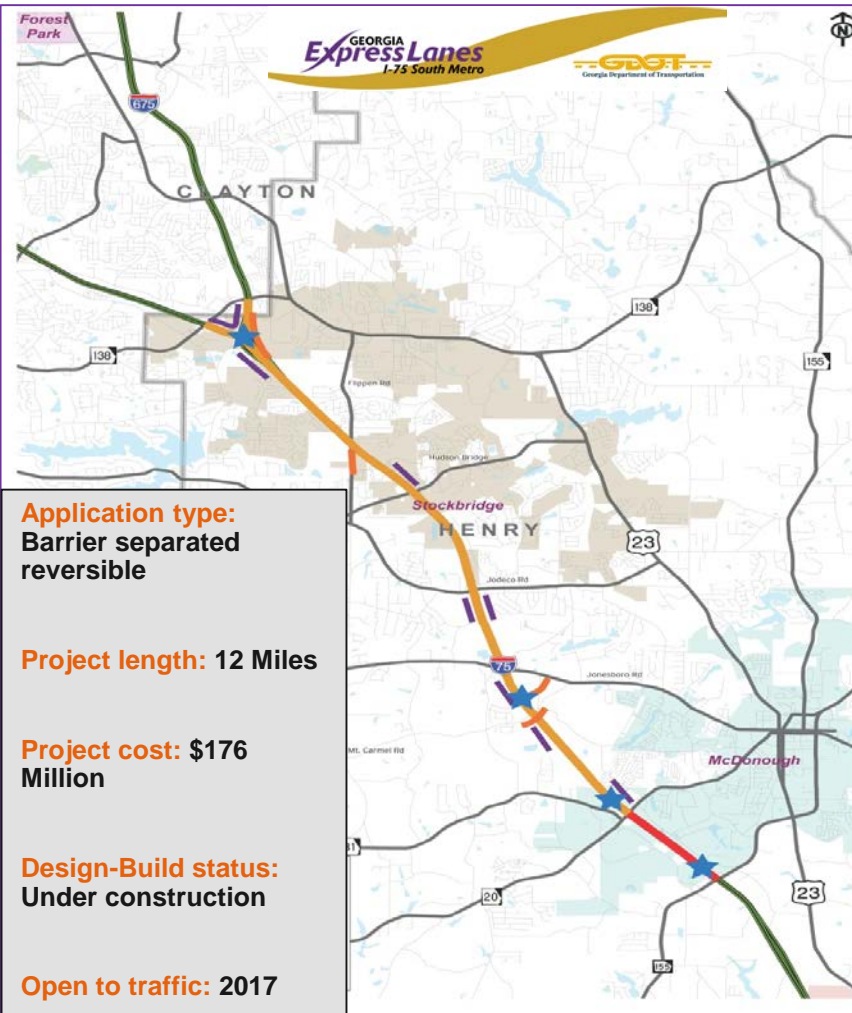 Forest
Park
GEORGIA
Express Lanes
I-75 South Metro
GDOT
Georgia Department of Transportation
N
675
CLAYTON
138
138
155
Flippen Rd
Hudson Bridge
Stockbridge
HENRY
23
Jodeco Rd
75
Jonesboro Rd
Mt. Carmel Rd
McDonough
81
20
23
155
Application type:
Barrier separated
reversible
Project length: 12 Miles
Project cost: $176
Million
Design-Build status:
Under construction
Open to traffic: 2017